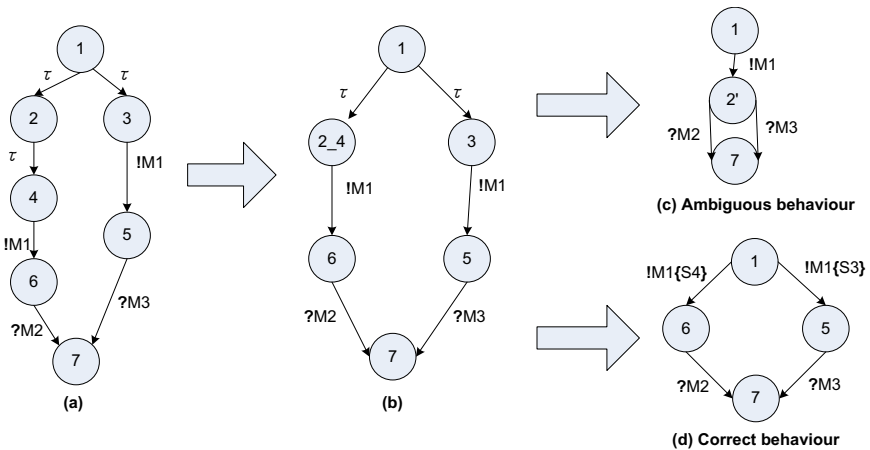 1
τ
τ
2
3
τ
!M1
4
!M1
5
6
?M2
?M3
7
(a)
1
τ
τ
2_4
3
!M1
!M1
6
5
?M2
?M3
7
(b)
1
!M1
2'
?M2
?M3
7
(c) Ambiguous behaviour
1
!M1{S4}
!M1{S3}
6
5
?M2
?M3
7
(d) Correct behaviour